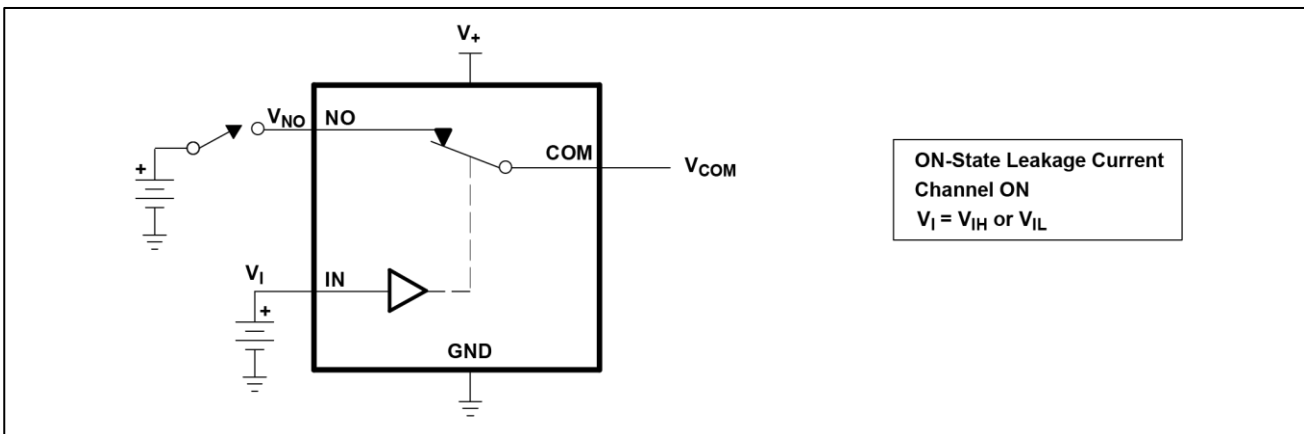 V+
VNO NO
COM
VCOM
+
VI IN
+
GND
ON-State Leakage Current
Channel ON
VI = VIH or VIL